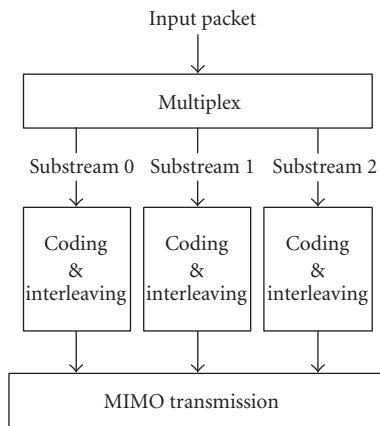 Input packet
Multiplex
Substream 0 Substream 1 Substream 2
Coding
&
interleaving
Coding
&
interleaving
Coding
&
interleaving
MIMO transmission